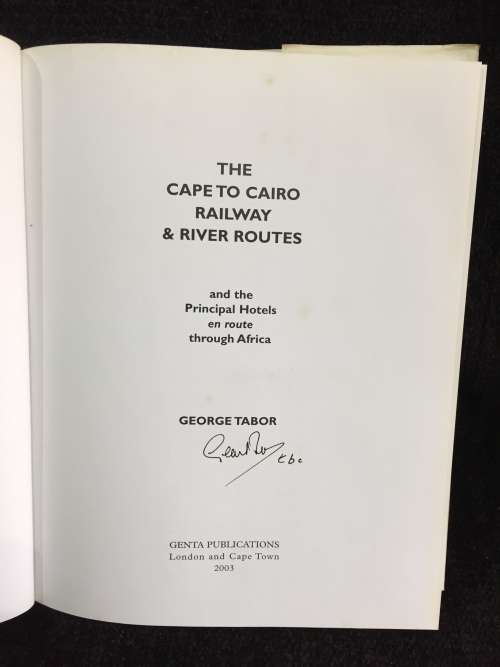 THE
CAPE TO CAIRO
RAILWAY
& RIVER ROUTES
and the
Principal Hotels
en route
through Africa
GEORGE TABOR
GENTA PUBLICATIONS
London and Cape Town
2003